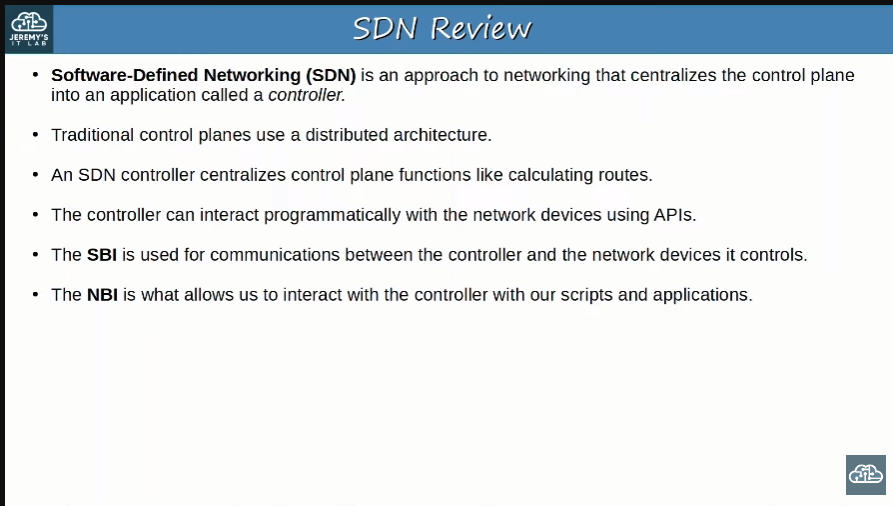 JEREMY'S
IT LAB
SDN Review
• Software-Defined Networking (SDN) is an approach to networking that centralizes the control plane
into an application called a controller.
• Traditional control planes use a distributed architecture.
• An SDN controller centralizes control plane functions like calculating routes.
• The controller can interact programmatically with the network devices using APIs.
• The SBI is used for communications between the controller and the network devices it controls.
• The NBI is what allows us to interact with the controller with our scripts and applications.